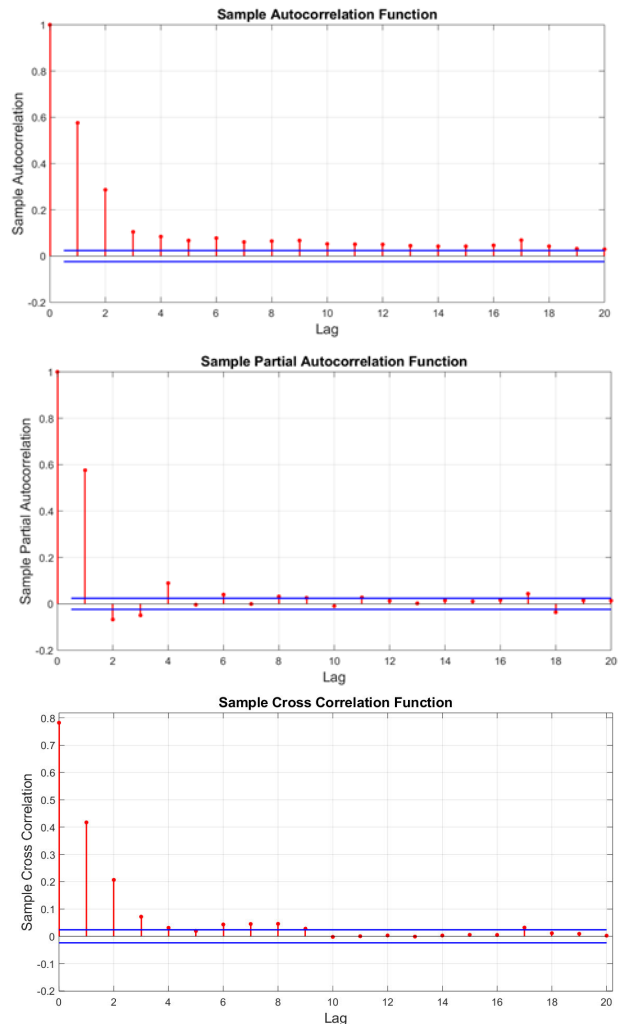 Sample Autocorrelation Function
1
0.8
0.6
0.4
0.2
0
-0.2
Sample Autocorrelation
0 2 4 6 8 10 12 14 16 18 20
Lag
Sample Partial Autocorrelation Function
1
0.8
0.6
0.4
0.2
0
-0.2
Sample Partial Autocorrelation
0 2 4 6 8 10 12 14 16 18 20
Lag
Sample Cross Correlation Function
0.8
0.7
0.6
0.5
0.4
0.3
0.2
0.1
0
-0.1
-0.2
Sample Cross Correlation
0 2 4 6 8 10 12 14 16 18 20
Lag